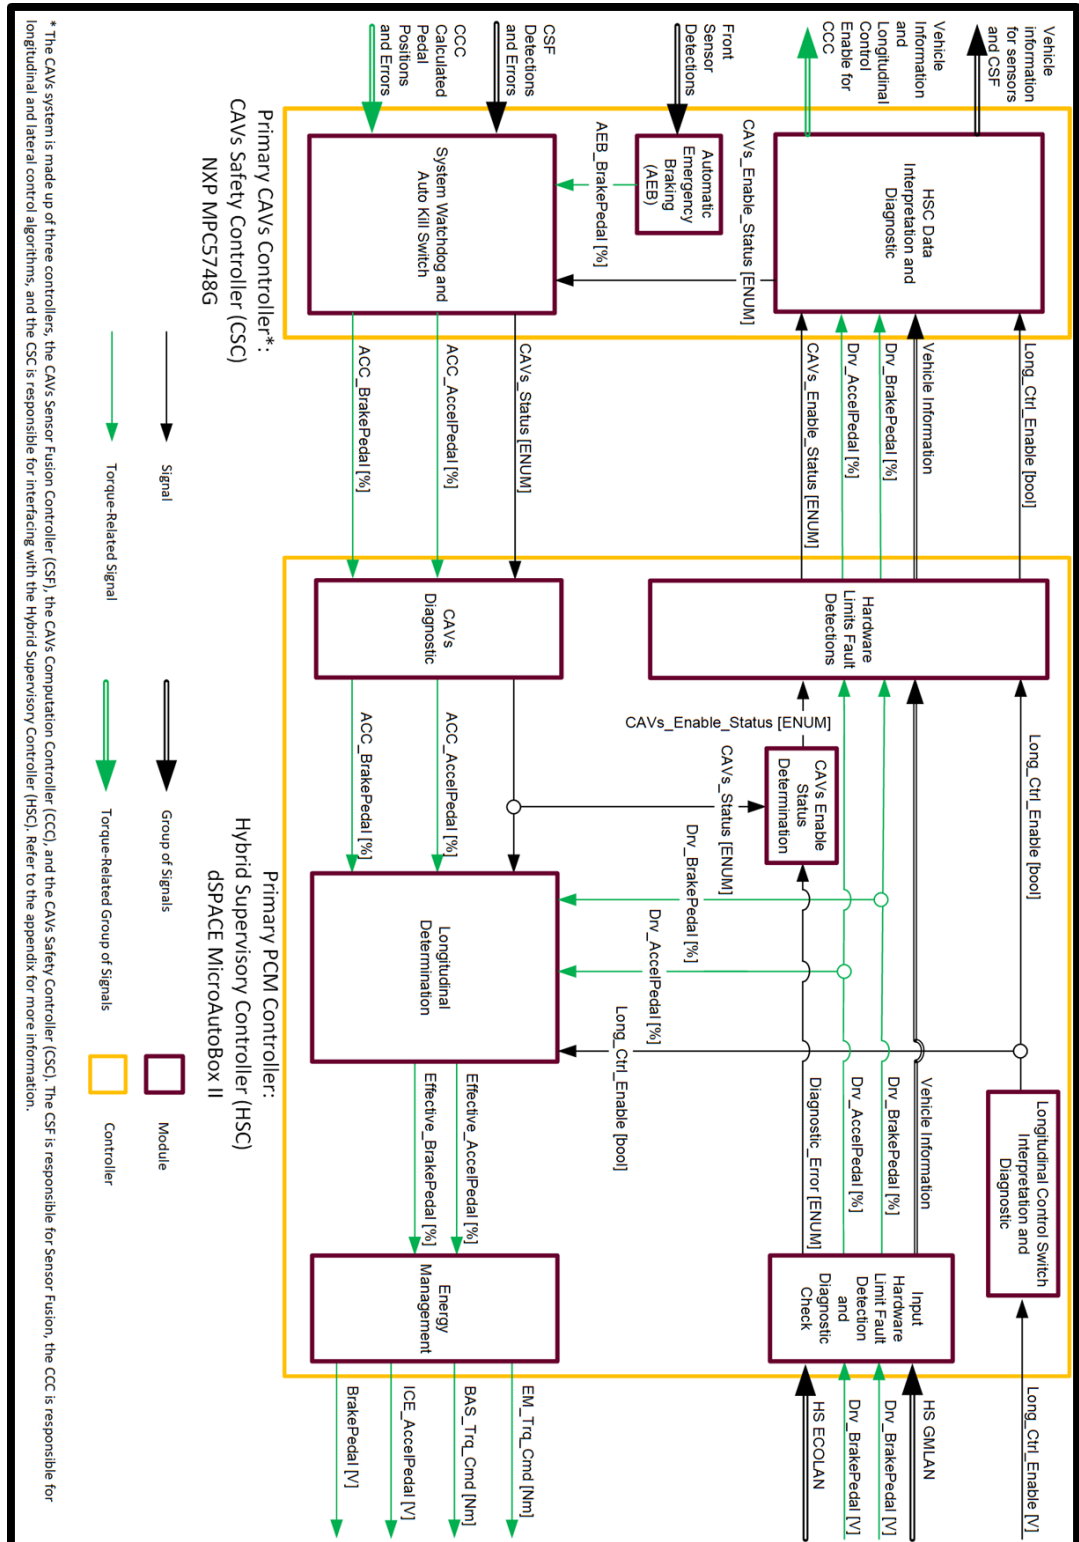 Vehicle
information
for sensors
and CSF
Vehicle
Information
and
Longitudinal
Control
Enable for
CCC
Front
Sensor
Detections
CSF
Detections
and Errors
CCC
Calculated
Pedal
Positions
and Errors
HSC Data
Interpretation and
Diagnostic
CAVs_Enable_Status [ENUM]
Automatic
Emergency
Braking
(AEB)
AEB_BrakePedal [%]
System Watchdog and
Auto Kill Switch
Primary CAVs Controller*:
CAVs Safety Controller (CSC)
NXP MPC5748G
Long_Ctrl_Enable [bool]
Vehicle Information
Drv_BrakePedal [%]
Drv_AccelPedal [%]
CAVs_Enable_Status [ENUM]
CAVs_Status [ENUM]
ACC_AccelPedal [%]
ACC_BrakePedal [%]
Hardware
Limits Fault
Detections
CAVs
Diagnostic
Long_Ctrl_Enable [bool]
CAVs_Enable_Status [ENUM]
CAVs Enable
Status
Determination
CAVs_Status [ENUM]
ACC_AccelPedal [%]
ACC_BrakePedal [%]
Drv_BrakePedal [%]
Drv_AccelPedal [%]
Long_Ctrl_Enable [bool]
Longitudinal
Determination
Longitudinal Control Switch
Interpretation and
Diagnostic
Vehicle Information
Drv_BrakePedal [%]
Drv_AccelPedal [%]
Diagnostic_Error [ENUM]
Effective_AccelPedal [%]
Effective_BrakePedal [%]
Input
Hardware
Limit Fault
Detection
and
Diagnostic
Check
Energy
Management
Long_Ctrl_Enable [V]
HS GMLAN
Drv_BrakePedal [V]
Drv_BrakePedal [V]
HS ECOLAN
EM_Trq_Cmd [Nm]
BAS_Trq_Cmd [Nm]
ICE_AccelPedal [V]
BrakePedal [V]
Primary PCM Controller:
Hybrid Supervisory Controller (HSC)
dSPACE MicroAutoBox II
Signal
Group of Signals
Module
Torque-Related Signal
Torque-Related Group of Signals
Controller
* The CAVs system is made up of three controllers, the CAVs Sensor Fusion Controller (CSF), the CAVs Computation Controller (CCC), and the CAVs Safety Controller (CSC). The CSF is responsible for Sensor Fusion, the CCC is responsible for
longitudinal and lateral control algorithms, and the CSC is responsible for interfacing with the Hybrid Supervisory Controller (HSC). Refer to the appendix for more information.